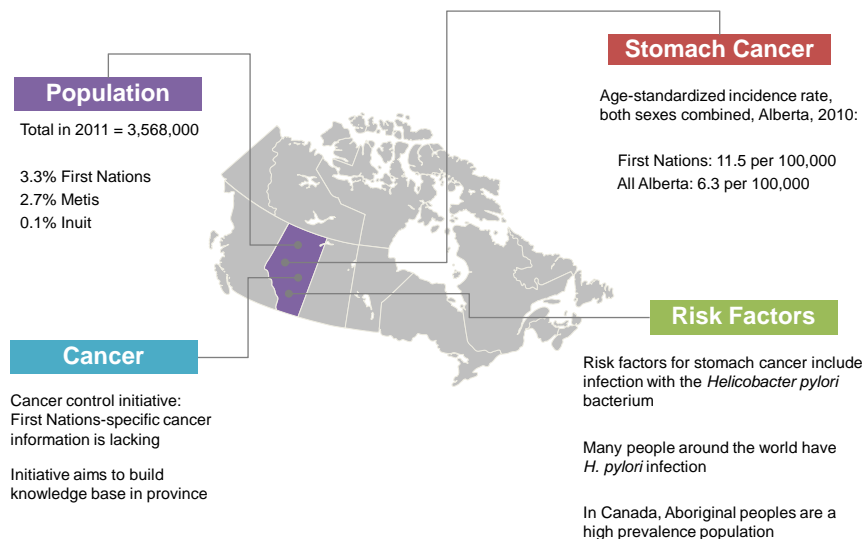 Population
Total in 2011 = 3,568,000
3.3% First Nations
2.7% Metis
0.1% Inuit
Stomach Cancer
Age-standardized incidence rate,
both sexes combined, Alberta, 2010:
First Nations: 11.5 per 100,000
All Alberta: 6.3 per 100,000
Cancer
Cancer control initiative:
First Nations-specific cancer
information is lacking
Initiative aims to build
knowledge base in province
Risk Factors
Risk factors for stomach cancer include
infection with the Helicobacter pylori
bacterium
Many people around the world have
H. pylori infection
In Canada, Aboriginal peoples are a
high prevalence population